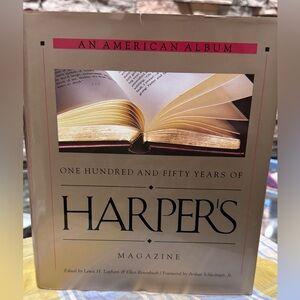 AN AMERICAN ALBUM
ONE HUNDRED AND FIFTY YEARS OF
HARPER'S
MAGAZINE
Edited by Lewis H. Lapham & Ellen Rosenbush / Foreword by Arthur Schlesinger, Jr.